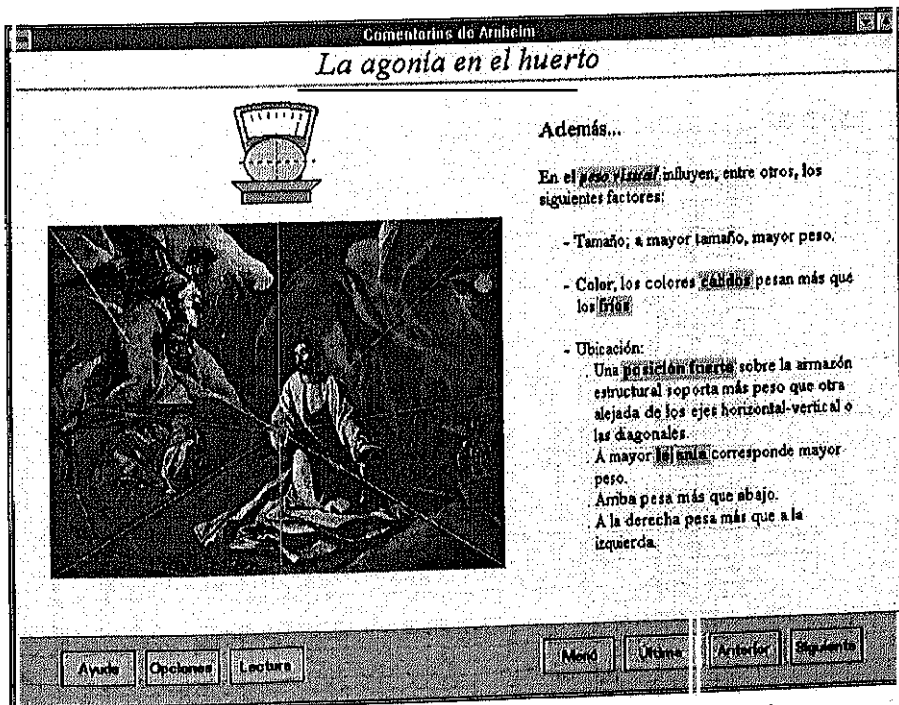 Comentarios de Arnheim
La agonía en el huerto
Además...
En el peso visual influyen, entre otros, los
siguientes factores:
- Tamaño; a mayor tamaño, mayor peso.
- Color, los colores cálidos pesan más que
los fríos
- Ubicación:
Una posición fuerte sobre la armazón
estructural soporta más peso que otra
alejada de los ejes horizontal-vertical o
las diagonales.
A mayor lejanía corresponde mayor
peso.
Arriba pesa más que abajo.
A la derecha pesa más que a la
izquierda.
Ayuda Opciones Lectura Menú Última Anterior Siguiente